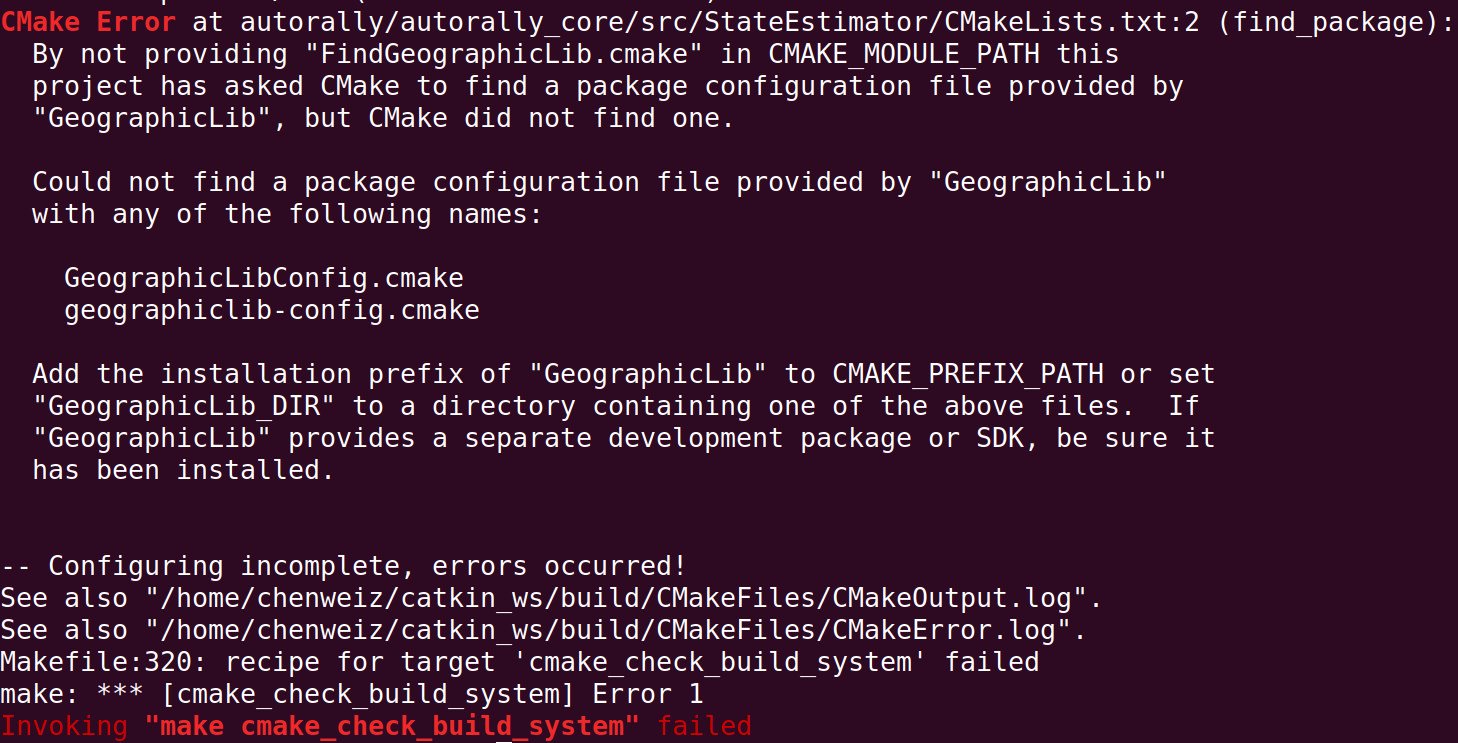 CMake Error at autorally/autorally_core/src/StateEstimator/CMakeLists.txt:2 (find_package):
By not providing "FindGeographicLib.cmake" in CMAKE_MODULE_PATH this
project has asked CMake to find a package configuration file provided by
"GeographicLib", but CMake did not find one.
Could not find a package configuration file provided by "GeographicLib"
with any of the following names:
GeographicLibConfig.cmake
geographiclib-config.cmake
Add the installation prefix of "GeographicLib" to CMAKE_PREFIX_PATH or set
"GeographicLib_DIR" to a directory containing one of the above files.  If
"GeographicLib" provides a separate development package or SDK, be sure it
has been installed.
-- Configuring incomplete, errors occurred!
See also "/home/chenweiz/catkin_ws/build/CMakeFiles/CMakeOutput.log".
See also "/home/chenweiz/catkin_ws/build/CMakeFiles/CMakeError.log".
Makefile:320: recipe for target 'cmake_check_build_system' failed
make: *** [cmake_check_build_system] Error 1
Invoking "make cmake_check_build_system" failed